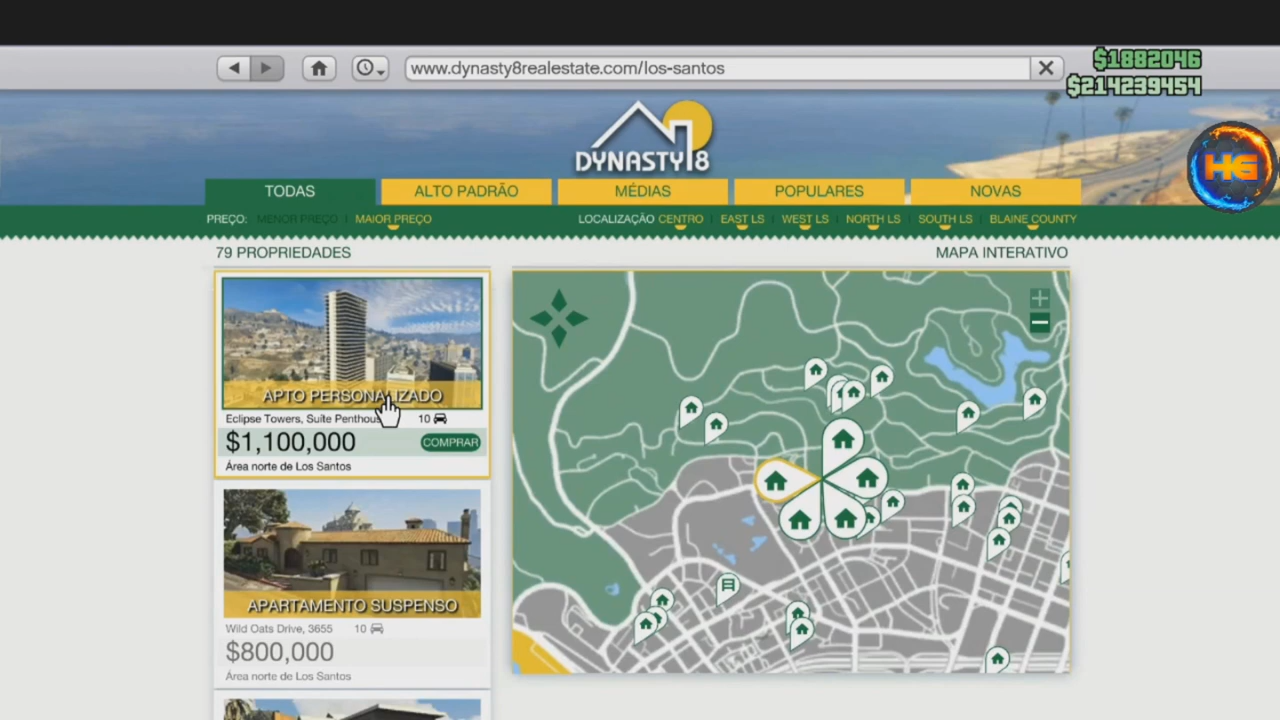 www.dynasty8realestate.com/los-santos
$1882046
$214239454
DYNASTY 8
HG
TODAS
ALTO PADRÃO
MÉDIAS
POPULARES
NOVAS
PREÇO: MENOR PREÇO | MAIOR PREÇO
LOCALIZAÇÃO CENTRO | EAST LS | WEST LS | NORTH LS | SOUTH LS | BLAINE COUNTY
79 PROPRIEDADES
MAPA INTERATIVO
APTO PERSONALIZADO
Eclipse Towers, Suíte 10
$1,100,000 COMPRAR
Área norte de Los Santos
APARTAMENTO SUSPENSO
Wild Oats Drive, 3655 10
$800,000
Área norte de Los Santos